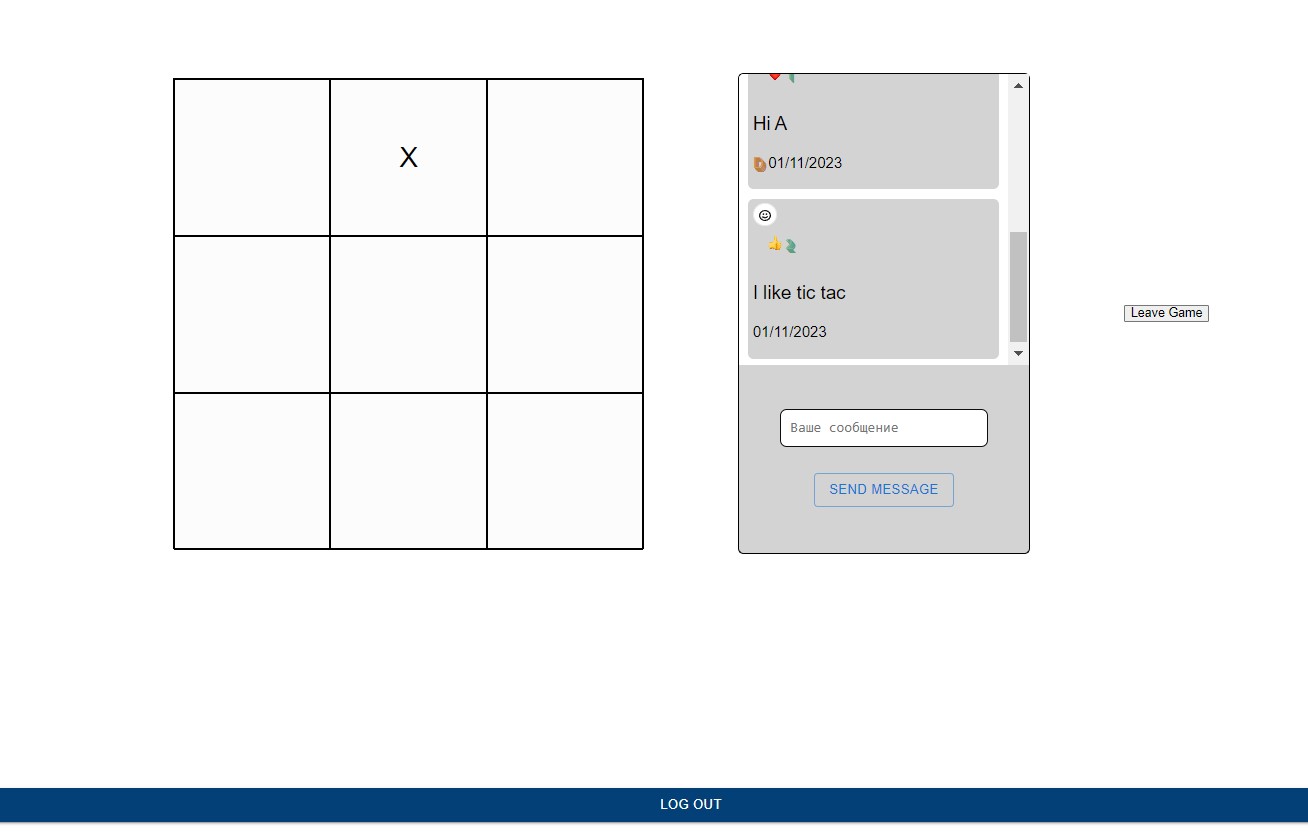 X
Hi A
01/11/2023
I like tic tac
01/11/2023
Ваше сообщение
SEND MESSAGE
Leave Game
LOG OUT